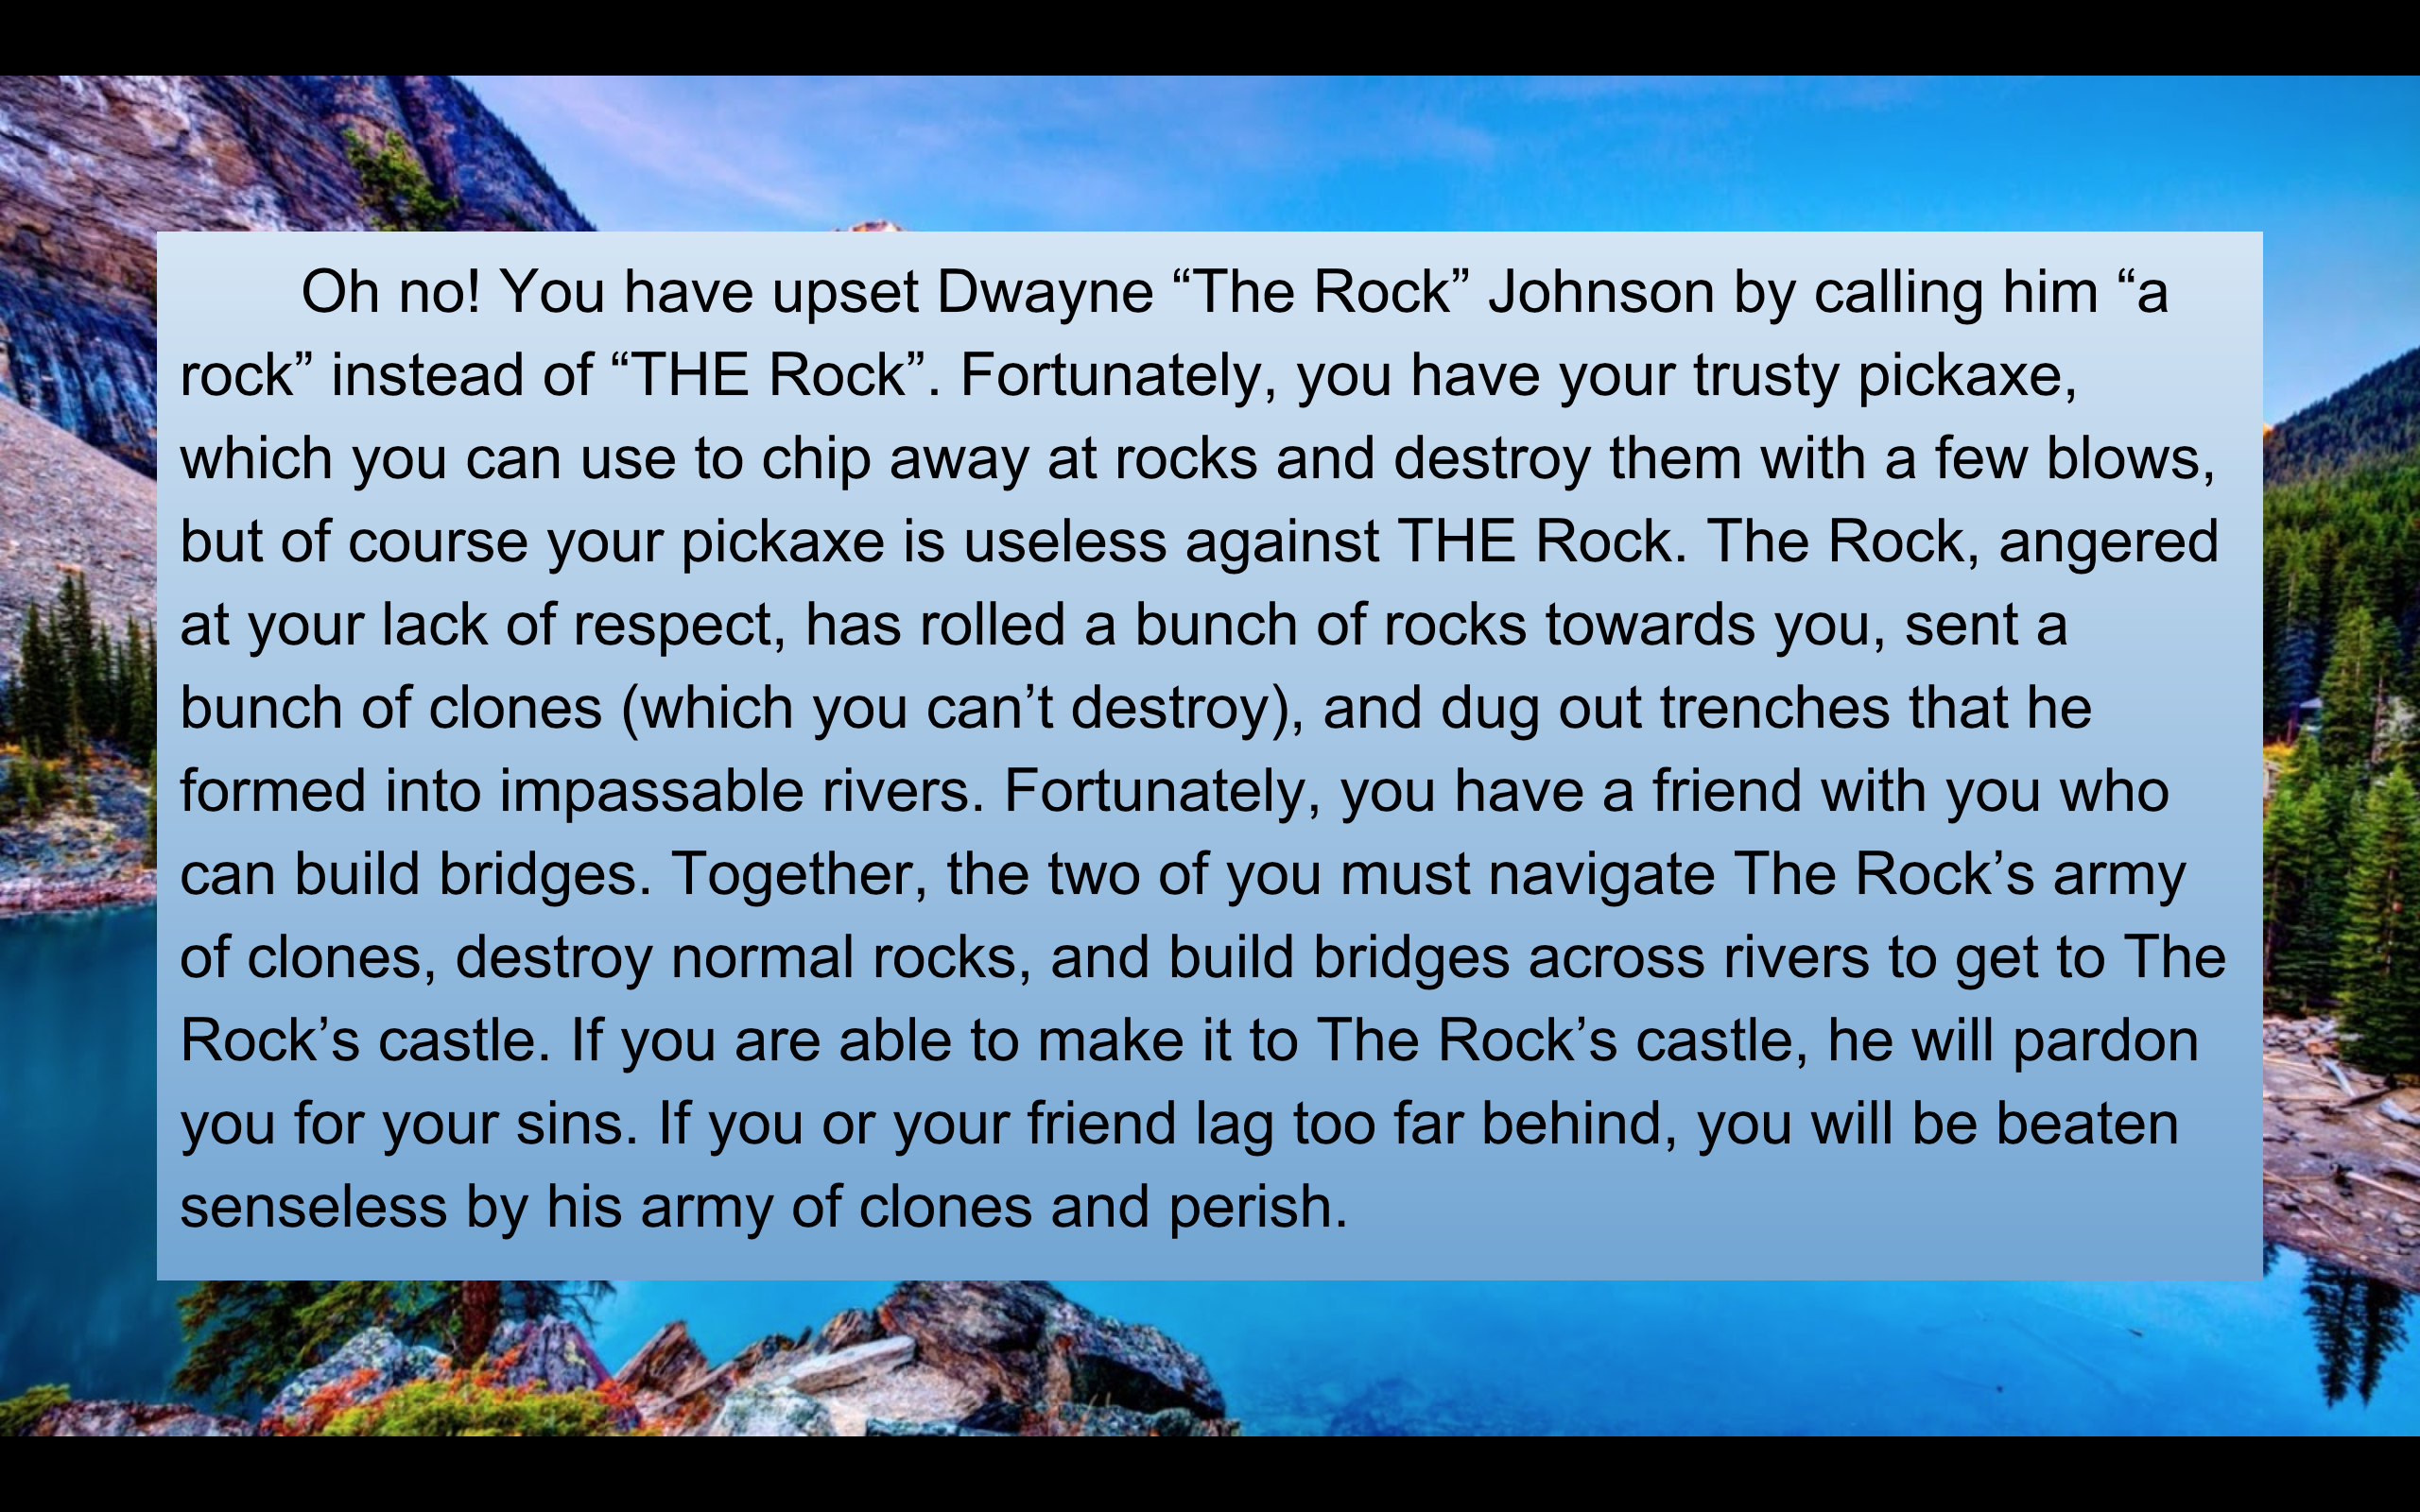 Oh no! You have upset Dwayne “The Rock” Johnson by calling him “a
rock” instead of “THE Rock”. Fortunately, you have your trusty pickaxe,
which you can use to chip away at rocks and destroy them with a few blows,
but of course your pickaxe is useless against THE Rock. The Rock, angered
at your lack of respect, has rolled a bunch of rocks towards you, sent a
bunch of clones (which you can’t destroy), and dug out trenches that he
formed into impassable rivers. Fortunately, you have a friend with you who
can build bridges. Together, the two of you must navigate The Rock’s army
of clones, destroy normal rocks, and build bridges across rivers to get to The
Rock’s castle. If you are able to make it to The Rock’s castle, he will pardon
you for your sins. If you or your friend lag too far behind, you will be beaten
senseless by his army of clones and perish.